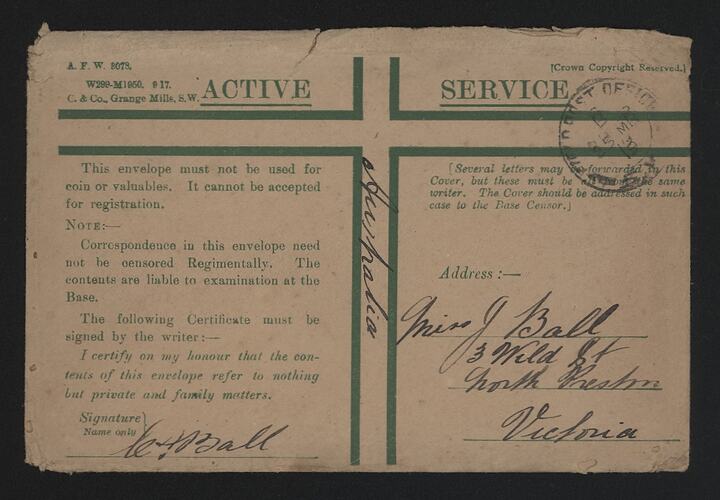 A. F. W. 3078.
W299-M1950. 9 17.
C. & Co., Grange Mills, S.W.
ACTIVE SERVICE
[Crown Copyright Reserved.]
FIELD POST OFFICE
This envelope must not be used for
coin or valuables. It cannot be accepted
for registration.
NOTE:—
Correspondence in this envelope need
not be censored Regimentally. The
contents are liable to examination at the
Base.
The following Certificate must be
signed by the writer:—
I certify on my honour that the con-
tents of this envelope refer to nothing
but private and family matters.
Signature
Name only
Ball
Australia
[Several letters may be forwarded in this
Cover, but these must be all from the same
writer. The Cover should be addressed in such
case to the Base Censor.]
Address:—
Miss J Ball
3 Wild St
North Preston
Victoria